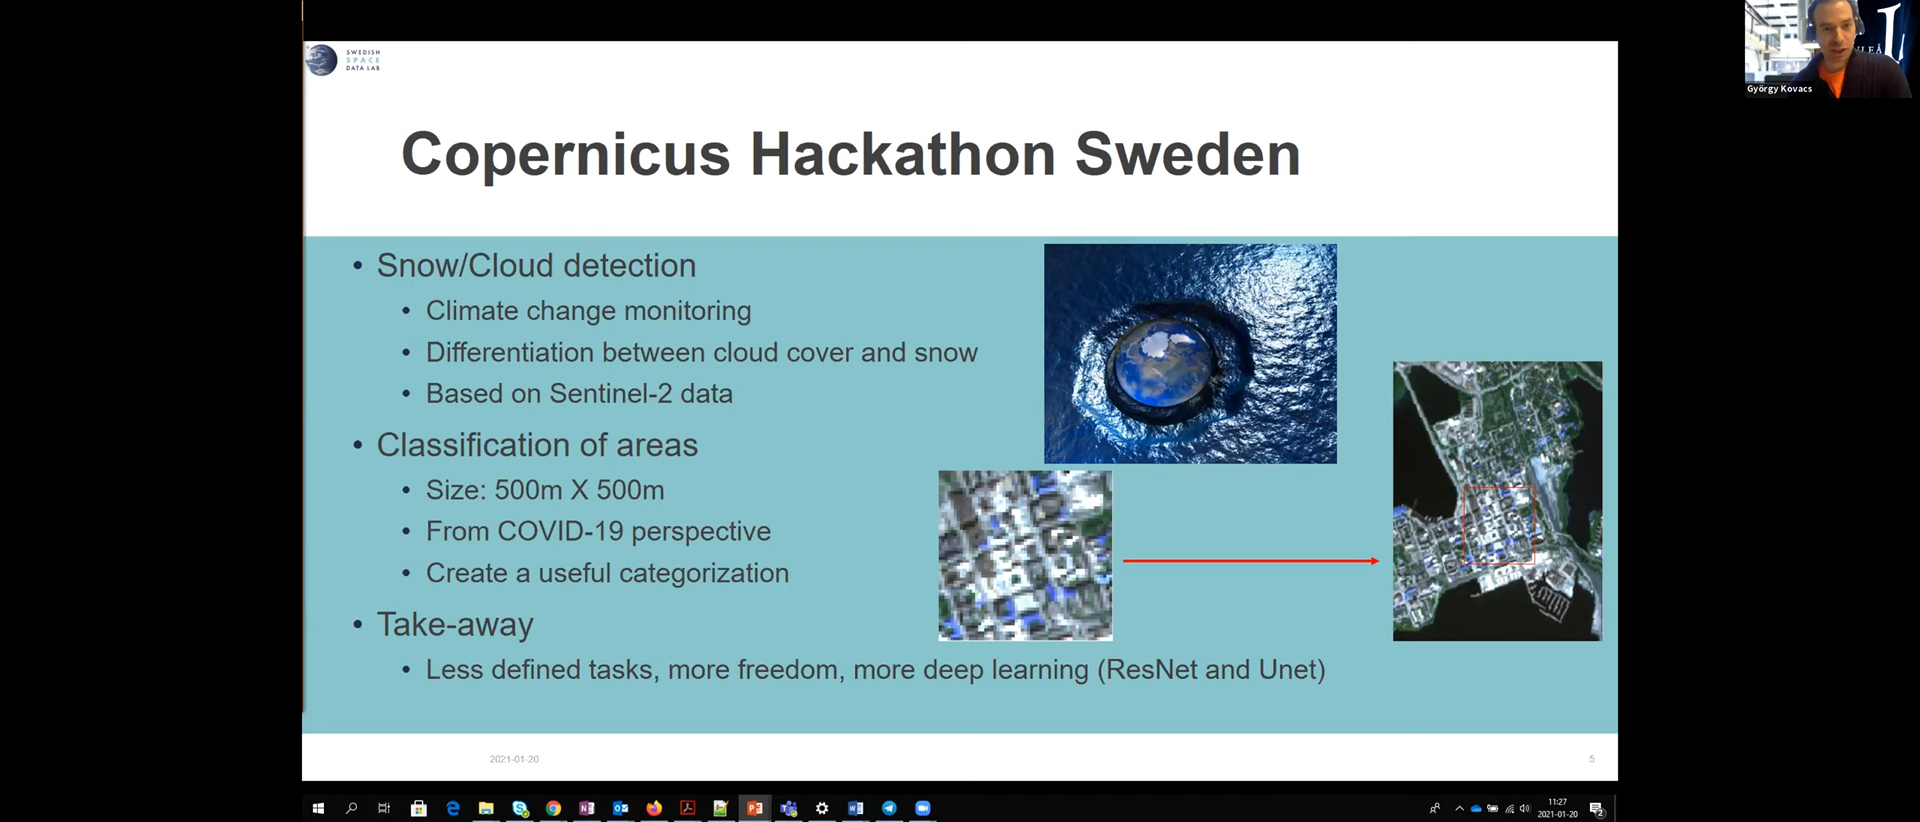 SWEDISH
SPACE
DATA LAB
György Kovacs
Copernicus Hackathon Sweden
• Snow/Cloud detection
• Climate change monitoring
• Differentiation between cloud cover and snow
• Based on Sentinel-2 data
• Classification of areas
• Size: 500m X 500m
• From COVID-19 perspective
• Create a useful categorization
• Take-away
• Less defined tasks, more freedom, more deep learning (ResNet and Unet)
2021-01-20
5
11:27
2021-01-20